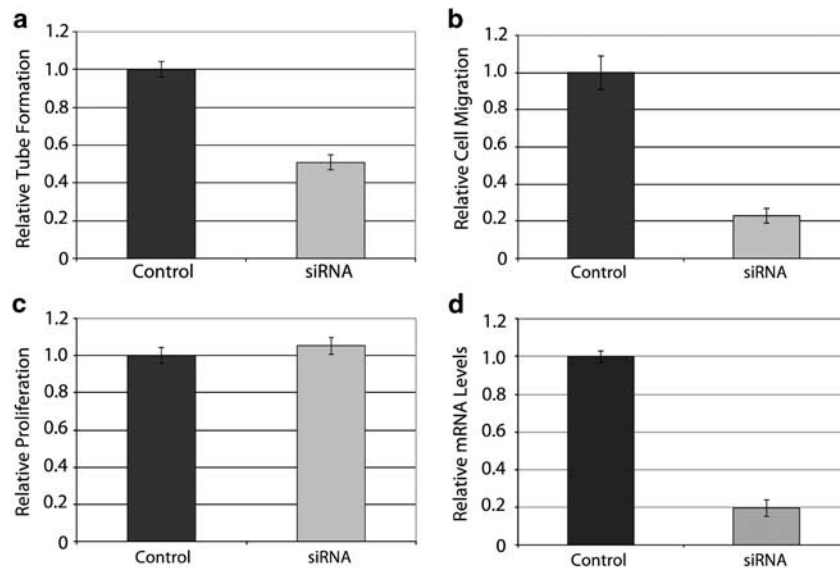 a
1.2
1.0
0.8
0.6
0.4
0.2
0
Relative Tube Formation
Control
siRNA
b
1.2
1.0
0.8
0.6
0.4
0.2
0
Relative Cell Migration
Control
siRNA
c
1.2
1.0
0.8
0.6
0.4
0.2
0
Relative Proliferation
Control
siRNA
d
1.2
1.0
0.8
0.6
0.4
0.2
0
Relative mRNA Levels
Control
siRNA